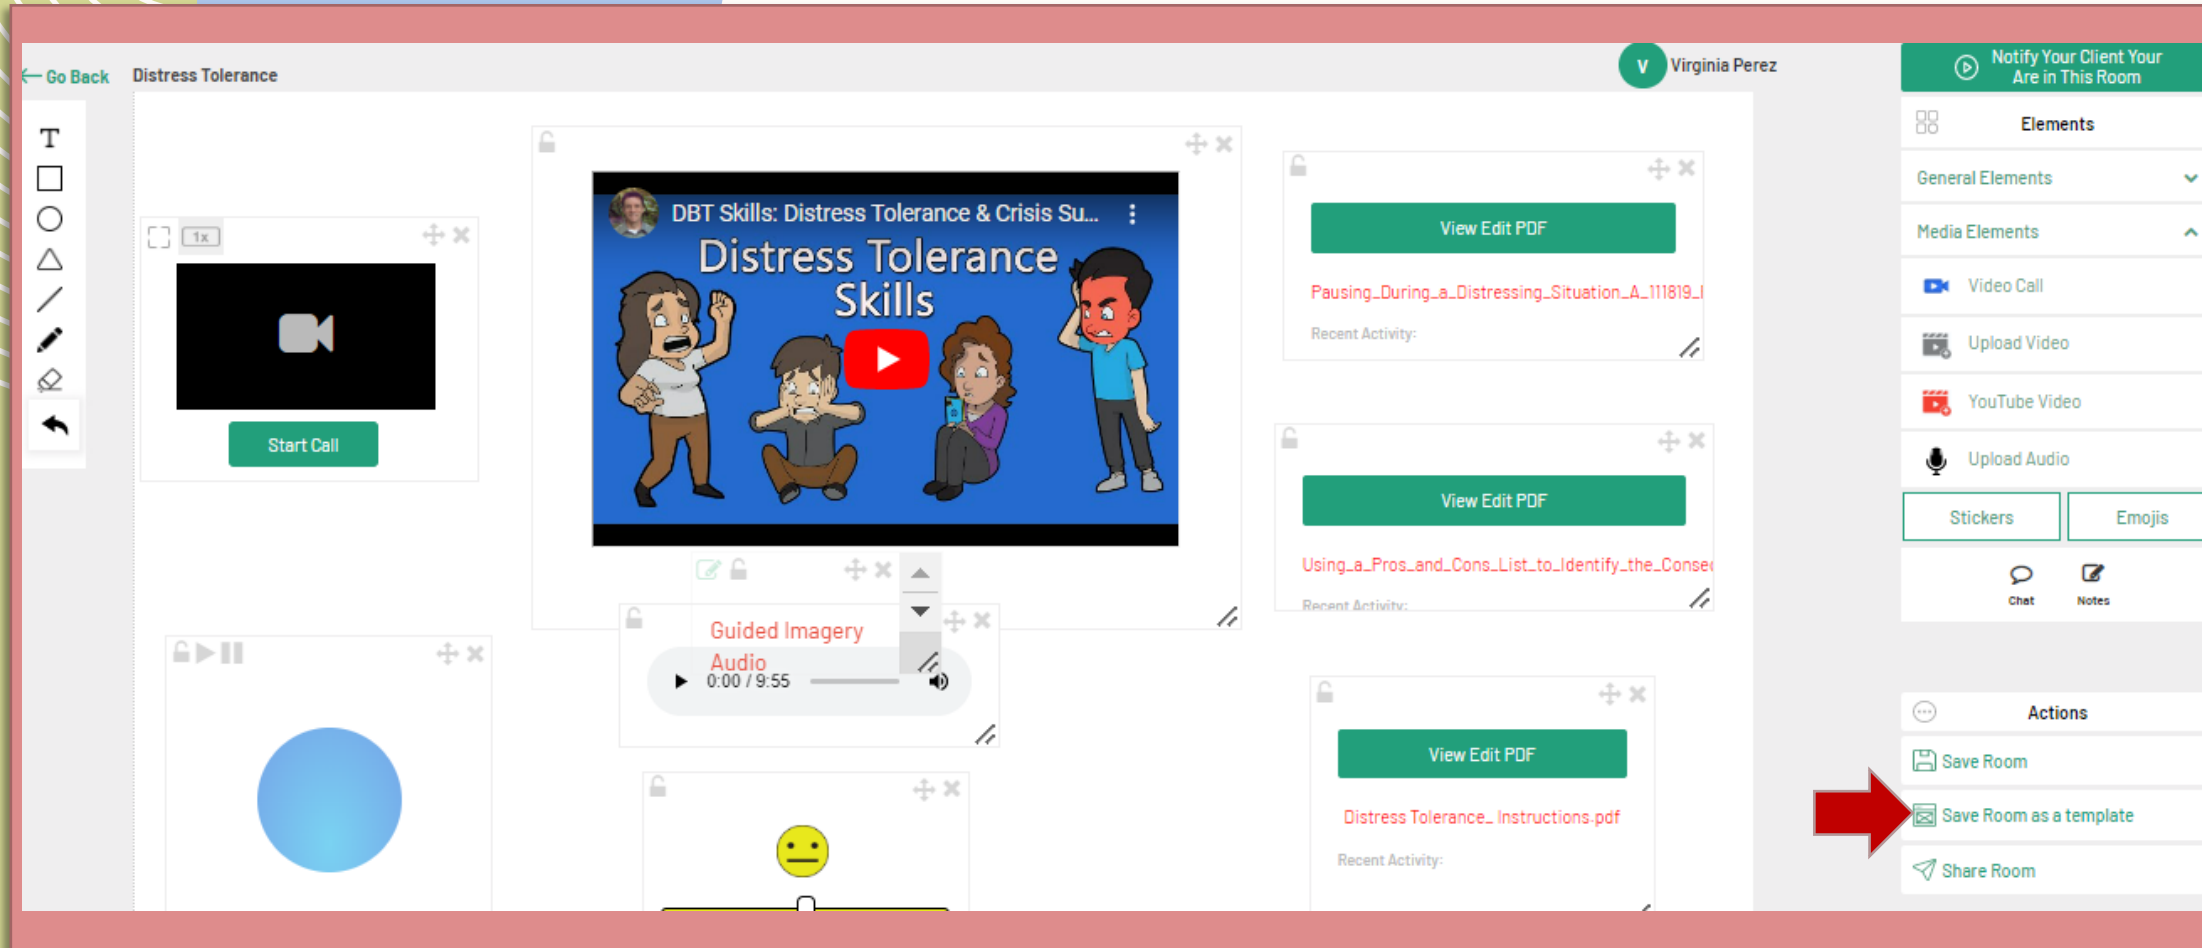 Go Back
Distress Tolerance
V
Virginia Perez
Notify Your Client Your
Are in This Room
T
1x
Start Call
DBT Skills: Distress Tolerance & Crisis Su...
Distress Tolerance
Skills
Guided Imagery
Audio
0:00 / 9:55
View Edit PDF
Pausing_During_a_Distressing_Situation_A_111819_
Recent Activity:
View Edit PDF
Using_a_Pros_and_Cons_List_to_Identify_the_Conse
Recent Activity:
View Edit PDF
Distress Tolerance_ Instructions.pdf
Recent Activity:
Elements
General Elements
Media Elements
Video Call
Upload Video
YouTube Video
Upload Audio
Stickers
Emojis
Chat
Notes
Actions
Save Room
Save Room as a template
Share Room